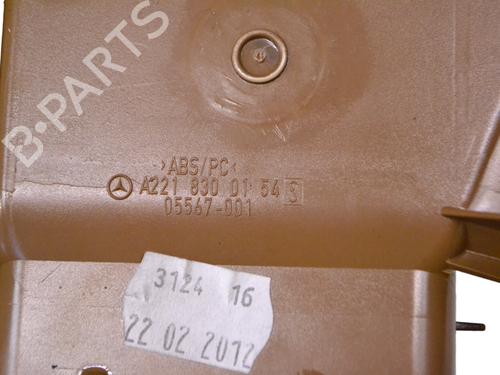 B-PARTS
>ABS/PC<
A221 830 01 54 S
05567-001
3124 16
22 02 2012